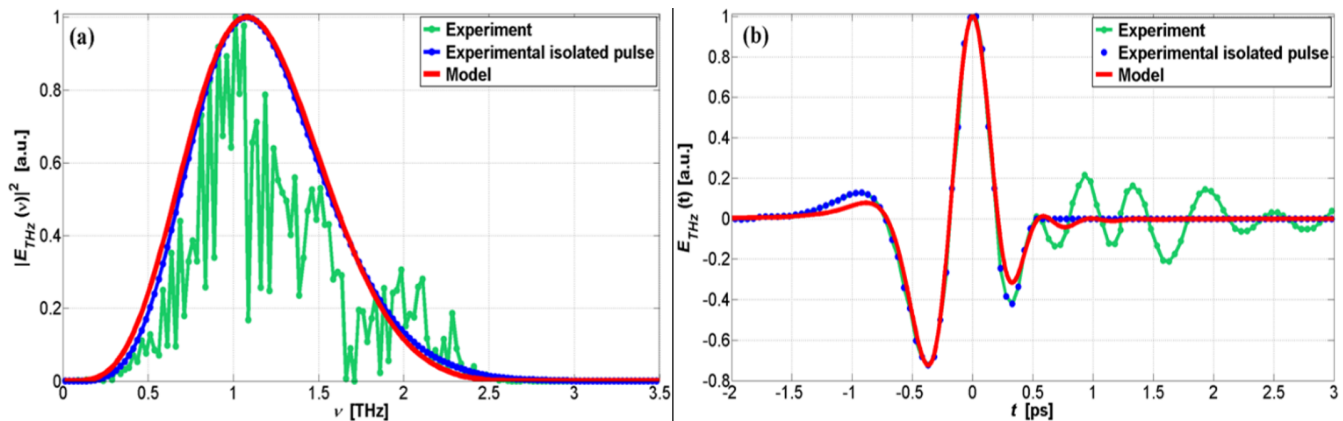 (a)
Experiment
Experimental isolated pulse
Model
|E_THz (ν)|² [a.u.]
1
0.8
0.6
0.4
0.2
0
0 0.5 1 1.5 2 2.5 3 3.5
ν [THz]
(b)
Experiment
Experimental isolated pulse
Model
E_THz (t) [a.u.]
1
0.8
0.6
0.4
0.2
0
-0.2
-0.4
-0.6
-0.8
-2 -1.5 -1 -0.5 0 0.5 1 1.5 2 2.5 3
t [ps]